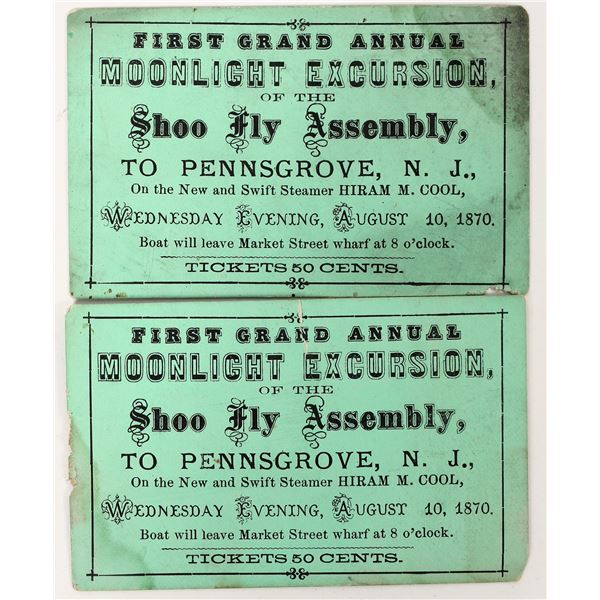 FIRST GRAND ANNUAL
MOONLIGHT EXCURSION,
OF THE
Shoo Fly Assembly,
TO PENNSGROVE, N. J.,
On the New and Swift Steamer HIRAM M. COOL,
WEDNESDAY EVENING, AUGUST 10, 1870.
Boat will leave Market Street wharf at 8 o'clock.
TICKETS 50 CENTS.
FIRST GRAND ANNUAL
MOONLIGHT EXCURSION,
OF THE
Shoo Fly Assembly,
TO PENNSGROVE, N. J.,
On the New and Swift Steamer HIRAM M. COOL,
WEDNESDAY EVENING, AUGUST 10, 1870.
Boat will leave Market Street wharf at 8 o'clock.
TICKETS 50 CENTS.